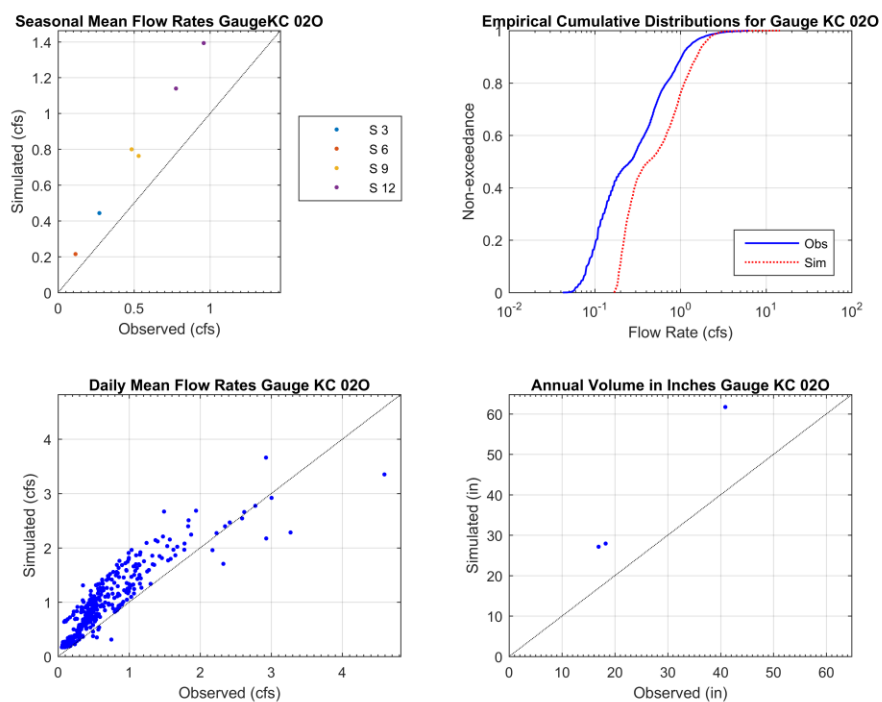 Seasonal Mean Flow Rates GaugeKC 02O
1.4
1.2
1
0.8
0.6
0.4
0.2
0
0
0.5
1
Simulated (cfs)
Observed (cfs)
S 3
S 6
S 9
S 12
Empirical Cumulative Distributions for Gauge KC 02O
1
0.8
0.6
0.4
0.2
0
10-2
10-1
100
101
102
Non-exceedance
Flow Rate (cfs)
Obs
Sim
Daily Mean Flow Rates Gauge KC 02O
4
3
2
1
0
0
2
4
Simulated (cfs)
Observed (cfs)
Annual Volume in Inches Gauge KC 02O
60
50
40
30
20
10
0
0
10
20
30
40
50
60
Simulated (in)
Observed (in)